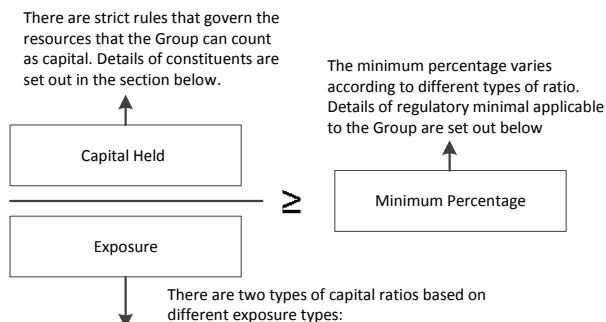 There are strict rules that govern the
resources that the Group can count
as capital. Details of constituents are
set out in the section below.
The minimum percentage varies
according to different types of ratio.
Details of regulatory minimal applicable
to the Group are set out below
Capital Held
≥
Minimum Percentage
Exposure
There are two types of capital ratios based on
different exposure types: